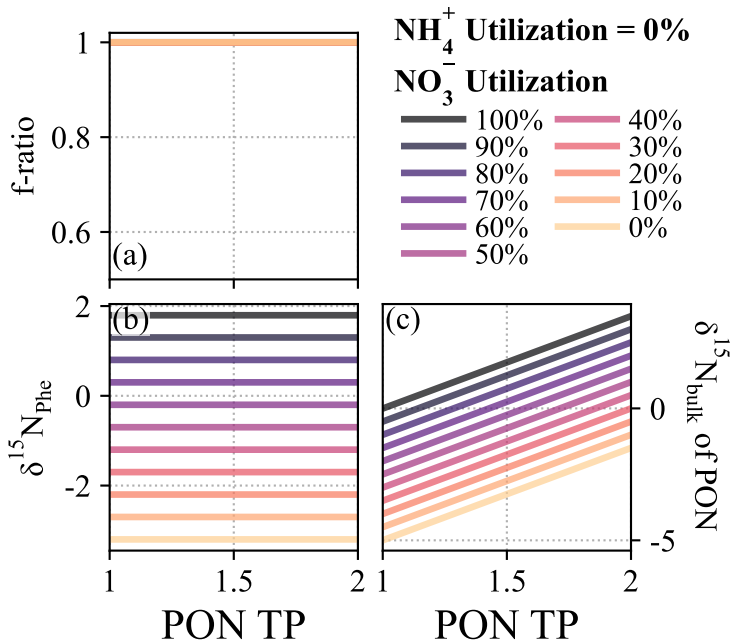 NH₄⁺ Utilization = 0%
NO₃⁻ Utilization
100% 40%
90% 30%
80% 20%
70% 10%
60% 0%
50%
f-ratio
1
0.8
0.6
(a)
δ¹⁵N_Phe
2
0
-2
(b)
1 1.5 2
PON TP
(c)
0
-5
δ¹⁵N_bulk of PON
1 1.5 2
PON TP